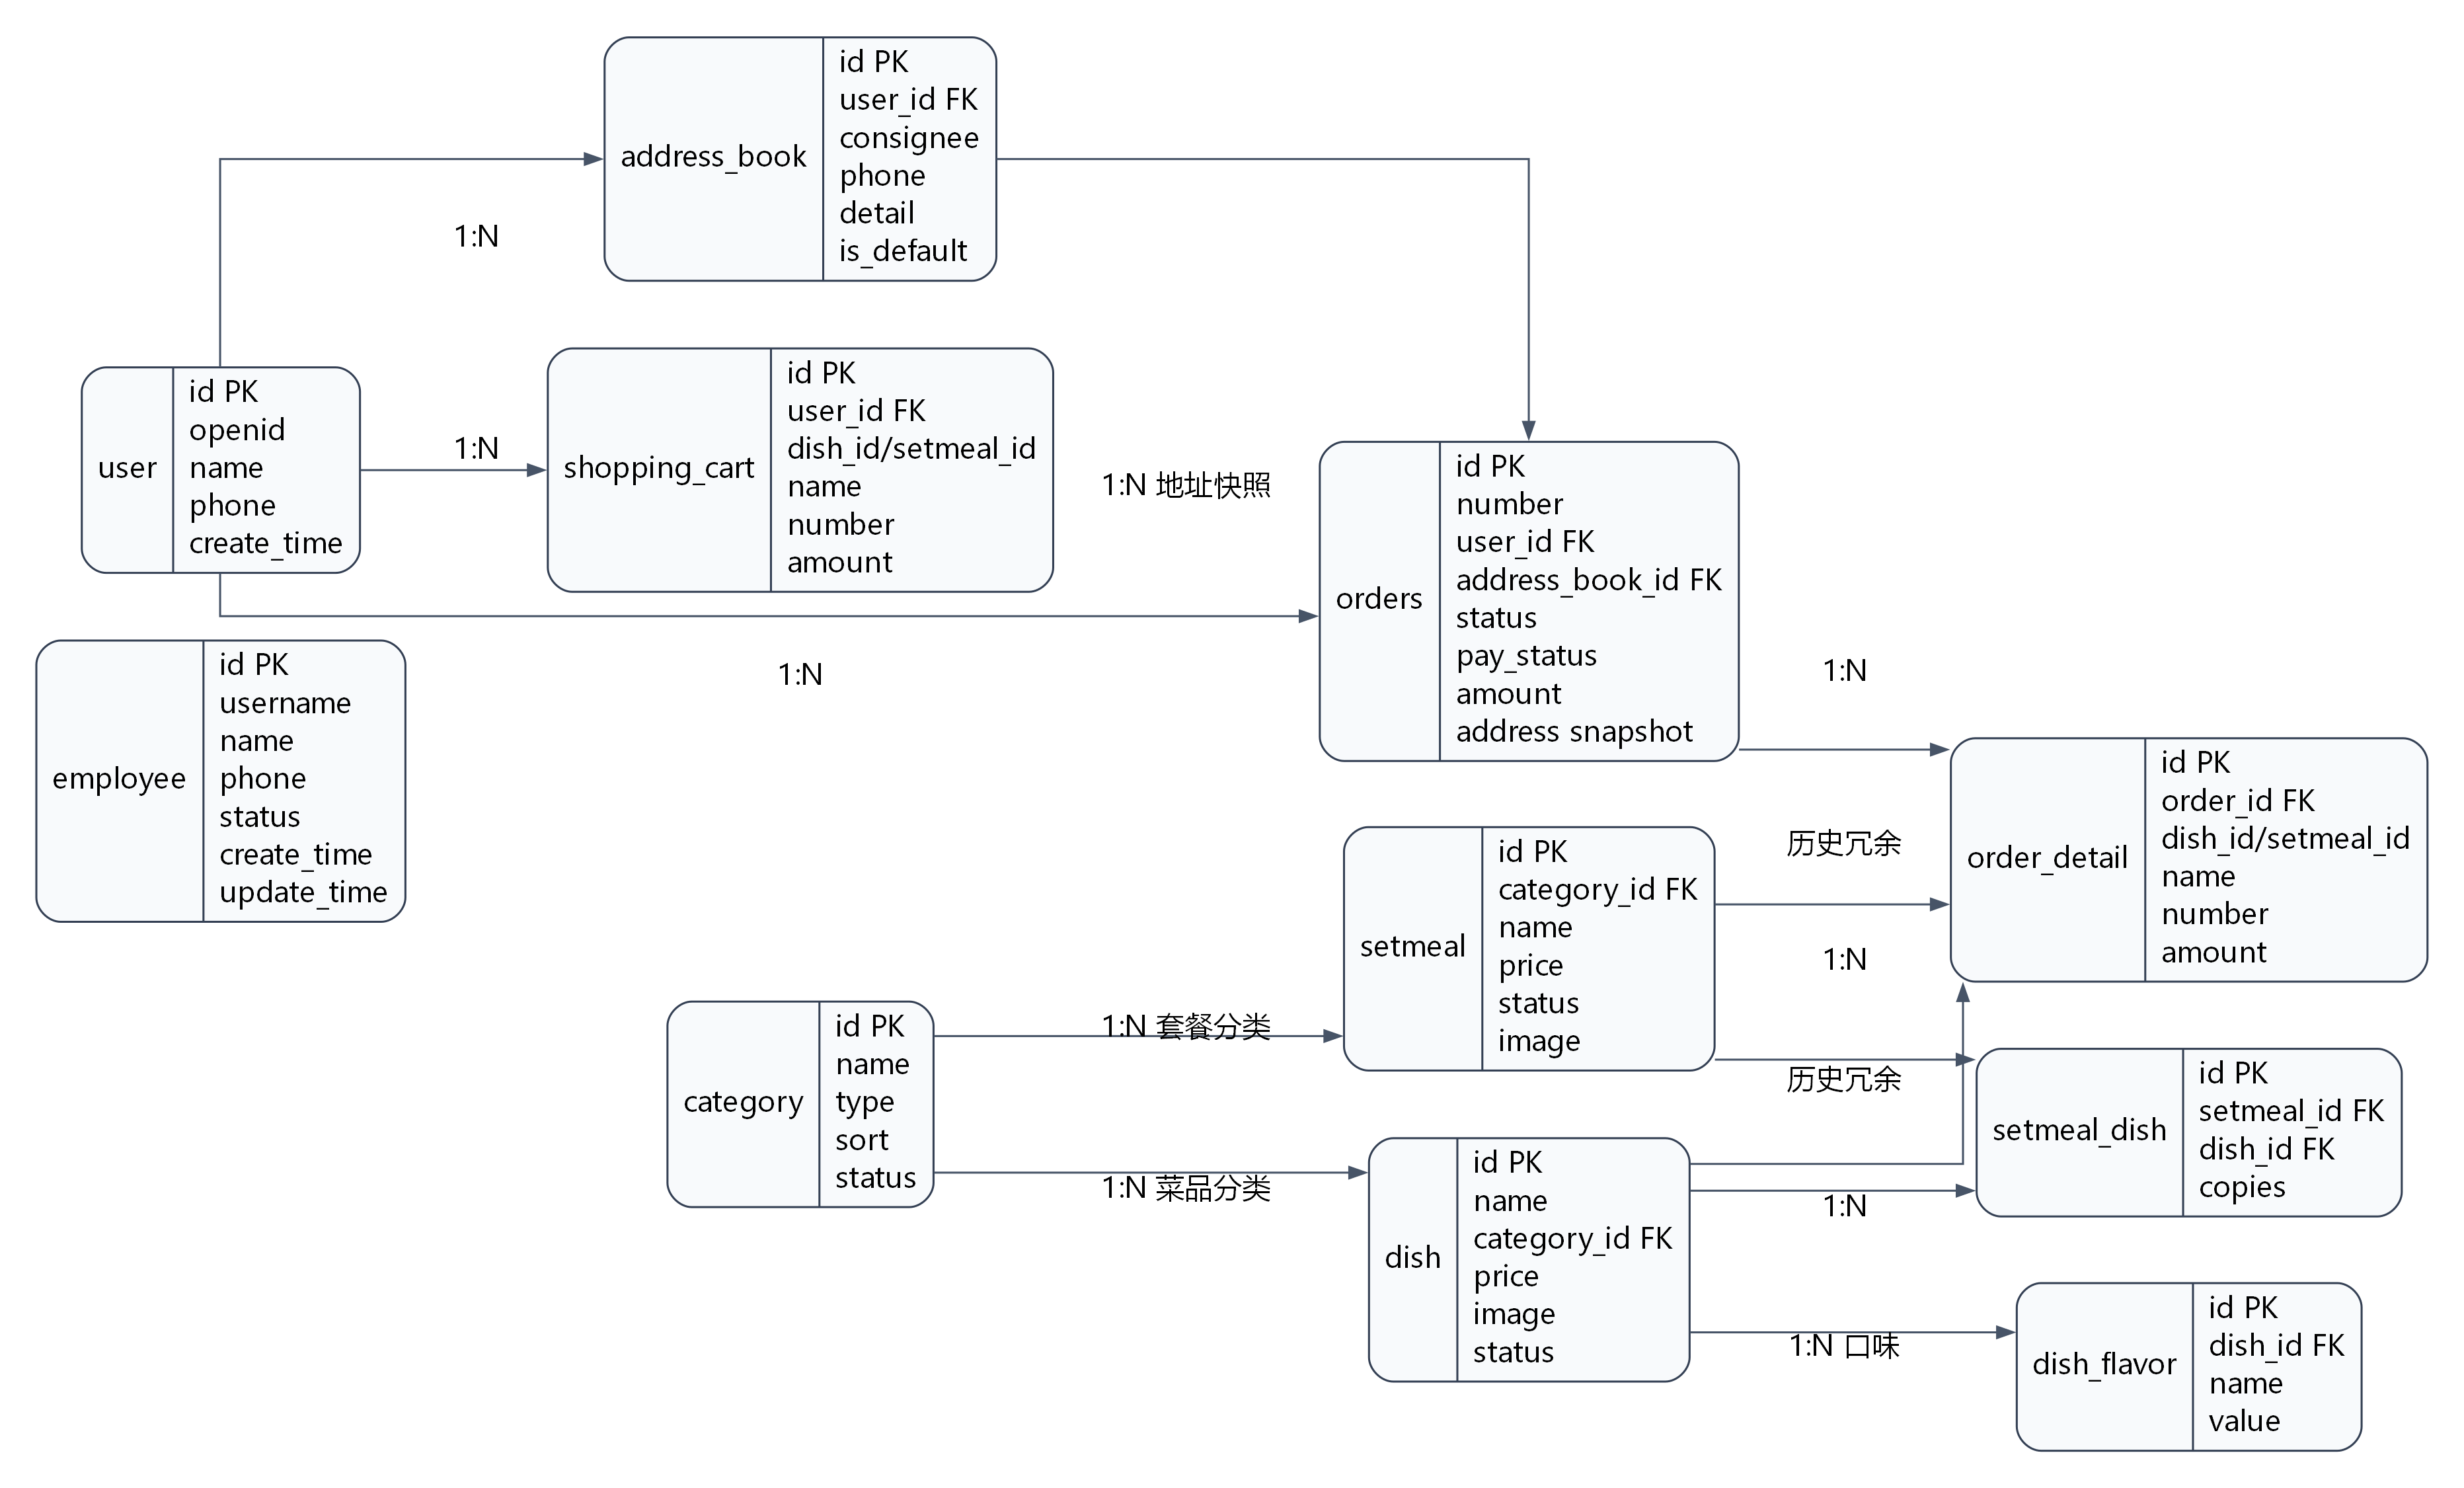 address_book
id PK
user_id FK
consignee
phone
detail
is_default
1:N
user
id PK
openid
name
phone
create_time
1:N
shopping_cart
id PK
user_id FK
dish_id/setmeal_id
name
number
amount
1:N 地址快照
orders
id PK
number
user_id FK
address_book_id FK
status
pay_status
amount
address snapshot
1:N
employee
id PK
username
name
phone
status
create_time
update_time
1:N
order_detail
id PK
order_id FK
dish_id/setmeal_id
name
number
amount
setmeal
id PK
category_id FK
name
price
status
image
历史冗余
1:N
历史冗余
category
id PK
name
type
sort
status
1:N 套餐分类
1:N 菜品分类
setmeal_dish
id PK
setmeal_id FK
dish_id FK
copies
dish
id PK
name
category_id FK
price
image
status
1:N
1:N 口味
dish_flavor
id PK
dish_id FK
name
value